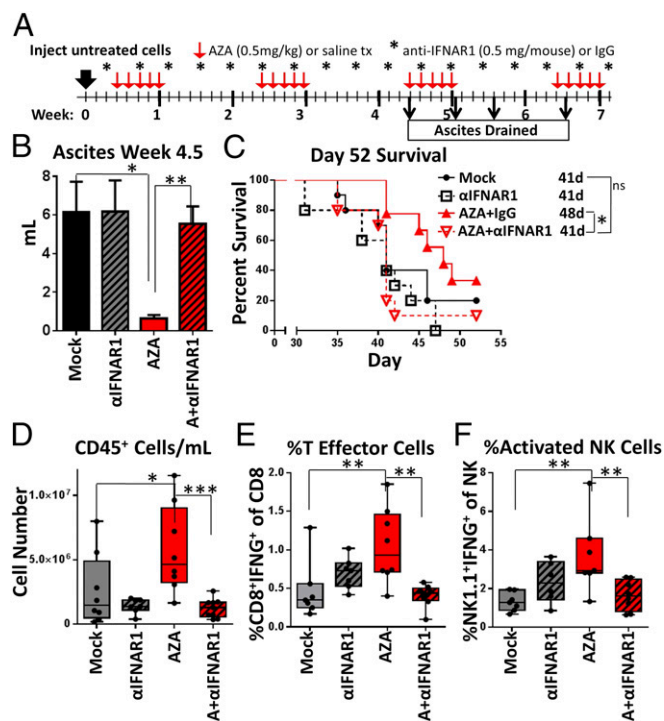 A
Inject untreated cells
AZA (0.5mg/kg) or saline tx
* anti-IFNAR1 (0.5 mg/mouse) or IgG
* * * * * * * * * * * * * *
Week: 0 1 2 3 4 5 6 7
Ascites Drained
B
Ascites Week 4.5
* **
mL
8
6
4
2
0
Mock
αIFNAR1
AZA
A+αIFNAR1
C
Day 52 Survival
Mock 41d
αIFNAR1 41d
AZA+IgG 48d
AZA+αIFNAR1 41d
ns
*
Percent Survival
100
80
60
40
20
0
0 30 35 40 45 50 55
Day
D
CD45+ Cells/mL
* ***
Cell Number
1.0×10⁷
5.0×10⁶
0.0
Mock
αIFNAR1
AZA
A+αIFNAR1
E
%T Effector Cells
** **
%CD8+IFNG+ of CD8
2.0
1.5
1.0
0.5
0.0
Mock
αIFNAR1
AZA
A+αIFNAR1
F
%Activated NK Cells
** **
%NK1.1+IFNG+ of NK
8
6
4
2
0
Mock
αIFNAR1
AZA
A+αIFNAR1